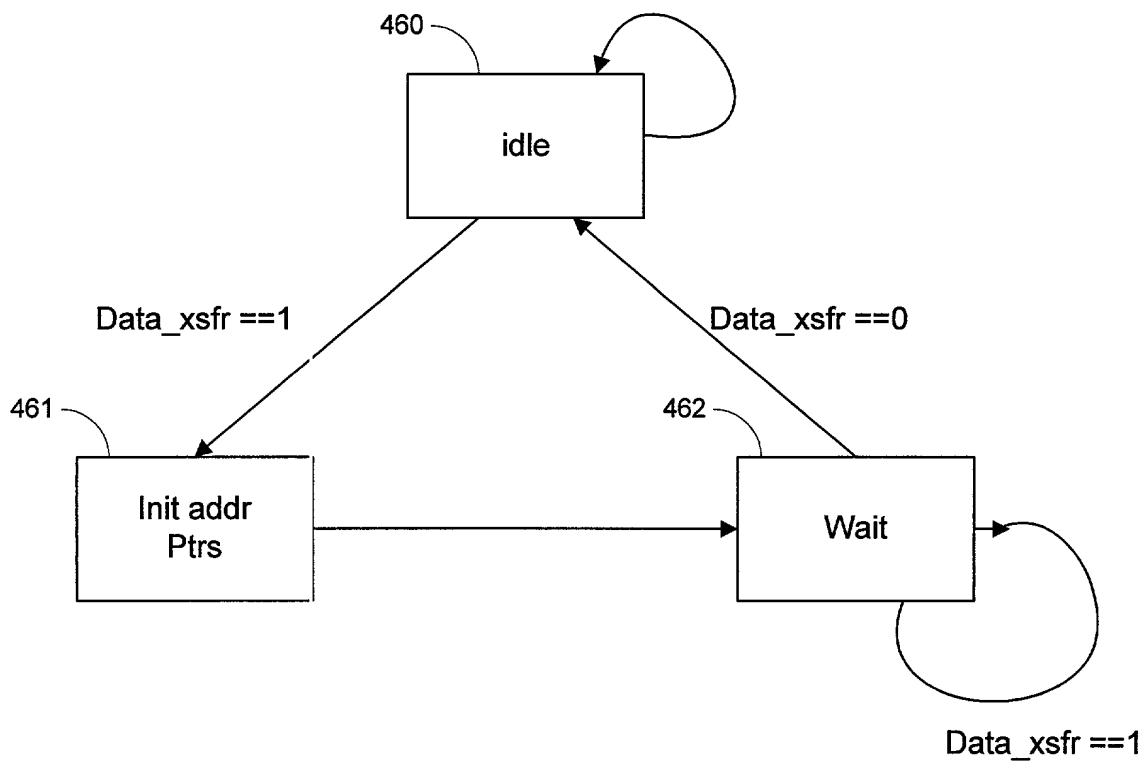 460
idle
Data_xsfr ==1
Data_xsfr ==0
461
462
Init addr
Ptrs
Wait
Data_xsfr ==1